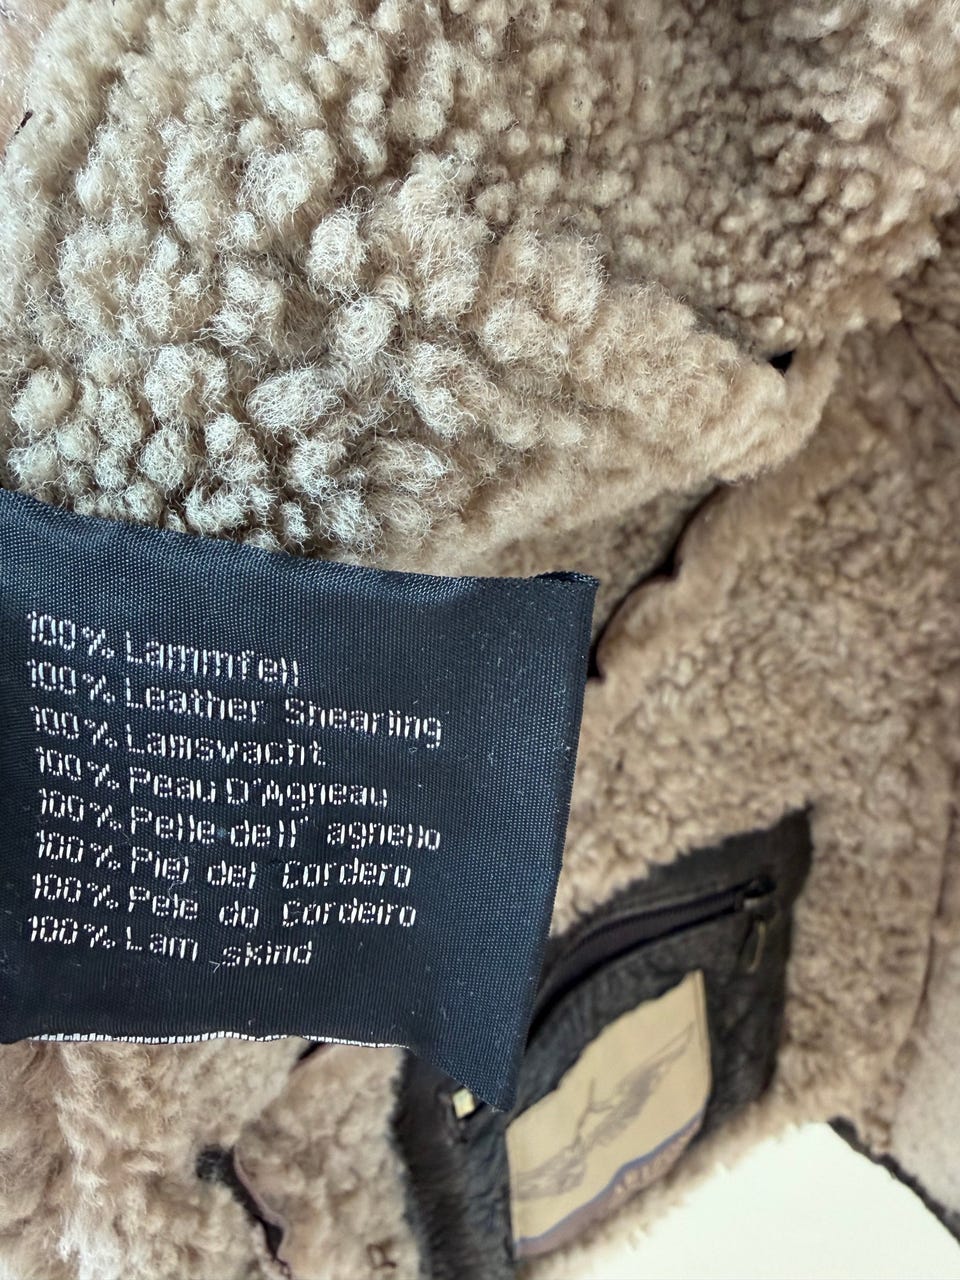 100% Lammfell
100% Leather Shearling
100% Lamsvacht
100% Peau D'Agneau
100% Pelle dell' agnello
100% Piel del Cordero
100% Pele do Cordeiro
100% Lam skind